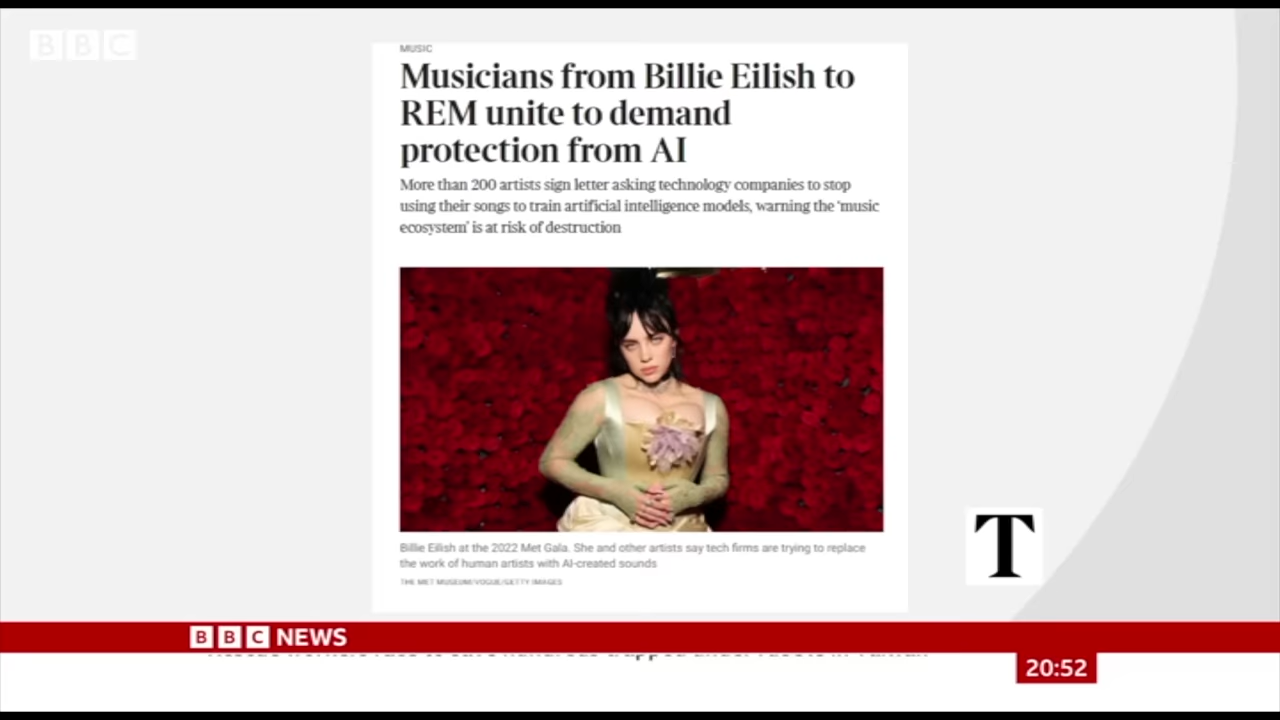 BBC
MUSIC
Musicians from Billie Eilish to
REM unite to demand
protection from AI
More than 200 artists sign letter asking technology companies to stop
using their songs to train artificial intelligence models, warning the ‘music
ecosystem’ is at risk of destruction
Billie Eilish at the 2022 Met Gala. She and other artists say tech firms are trying to replace
the work of human artists with AI-created sounds
THE MET MUSEUM/VOGUE/GETTY IMAGES
T
BBC NEWS
20:52